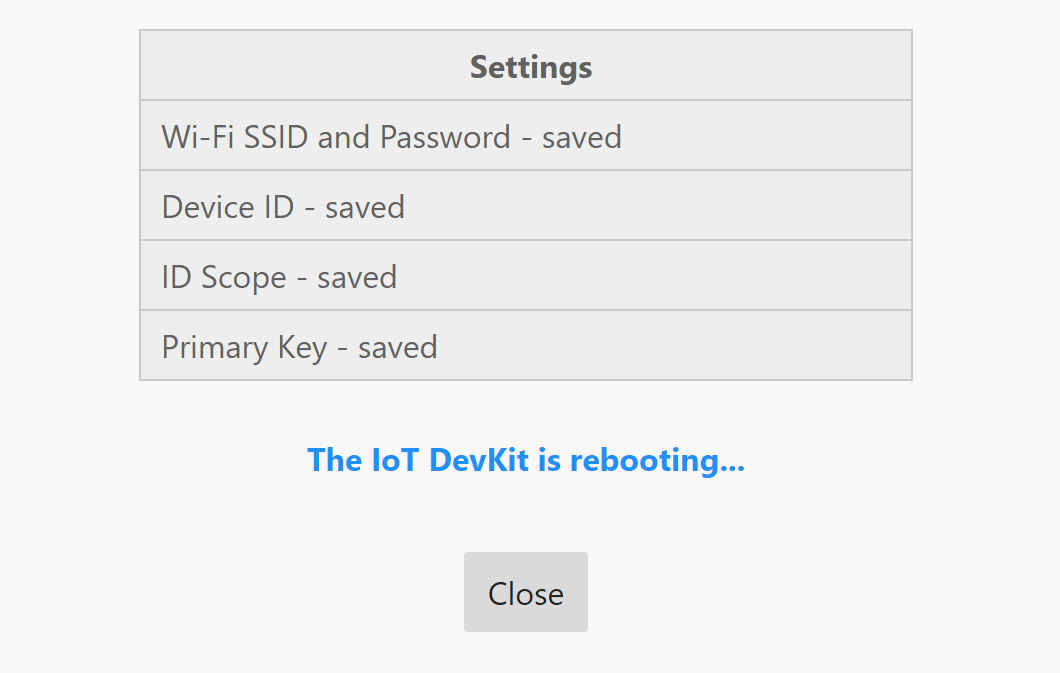 Settings
Wi-Fi SSID and Password - saved
Device ID - saved
ID Scope - saved
Primary Key - saved
The IoT DevKit is rebooting...
Close